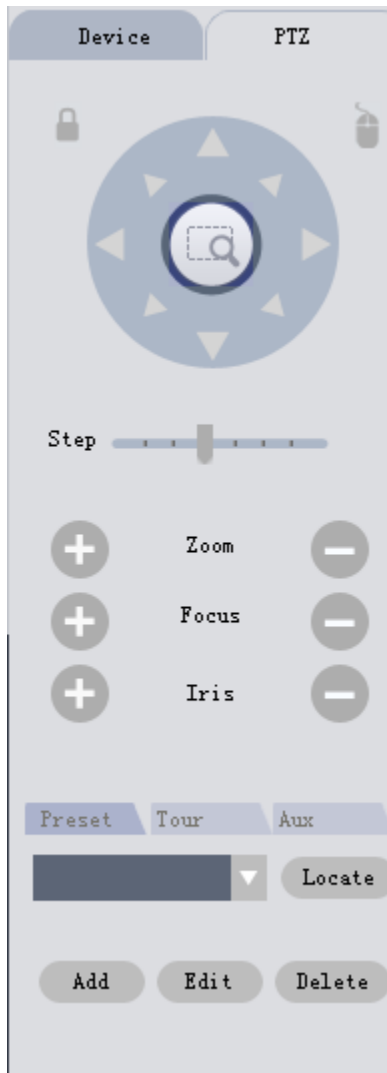 Device PTZ
Step
Zoom
Focus
Iris
Preset Tour Aux
Locate
Add Edit Delete